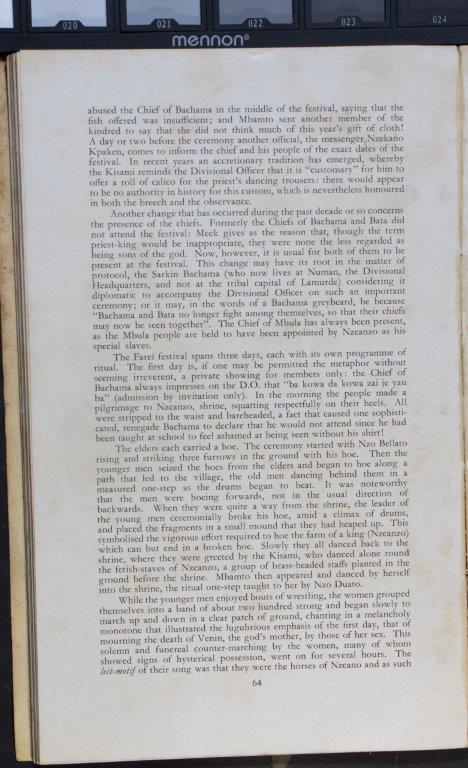 020
021
022
023
024
mennon®
abused the Chief of Bachama in the middle of the festival, saying that the
fish offered was insufficient; and Mbamto sent another member of the
kindred to say that she did not think much of this year's gift of cloth!
A day or two before the ceremony another official, the messenger Nzekano
Kpaken, comes to inform the chief and his people of the exact dates of the
festival. In recent years an accretionary tradition has emerged, whereby
the Kisami reminds the Divisional Officer that it is "customary" for him to
offer a roll of calico for the priest's dancing trousers: there would appear
to be no authority in history for this custom, which is nevertheless honoured
in both the breech and the observance.
Another change that has occurred during the past decade or so concerns
the presence of the chiefs. Formerly the Chiefs of Bachama and Bata did
not attend the festival: Meek gives as the reason that, though the term
priest-king would be inappropriate, they were none the less regarded as
being sons of the god. Now, however, it is usual for both of them to be
present at the festival. This change may have its root in the matter of
protocol, the Sarkin Bachama (who now lives at Numan, the Divisional
Headquarters, and not at the tribal capital of Lamurde) considering it
diplomatic to accompany the Divisional Officer on such an important
ceremony; or it may, in the words of a Bachama greybeard, be because
"Bachama and Bata no longer fight among themselves, so that their chiefs
may now be seen together". The Chief of Mbula has always been present,
as the Mbula people are held to have been appointed by Nzeanzo as his
special slaves.
The Farei festival spans three days, each with its own programme of
ritual. The first day is, if one may be permitted the metaphor without
seeming irreverent, a private showing for members only: the Chief of
Bachama always impresses on the D.O. that "ba kowa da kowa zai je yau
ba" (admission by invitation only). In the morning the people made a
pilgrimage to Nzeanzo, shrine, squatting respectfully on their heels. All
were stripped to the waist and bareheaded, a fact that caused one sophisti-
cated, renegade Bachama to declare that he would not attend since he had
been taught at school to feel ashamed at being seen without his shirt!
The elders each carried a hoe. The ceremony started with Nzo Bellato
rising and striking three furrows in the ground with his hoe. Then the
younger men seized the hoes from the elders and began to hoe along a
path that led to the village, the old men dancing behind them in a
measured one-step as the drums began to beat. It was noteworthy
that the men were hoeing forwards, not in the usual direction of
backwards. When they were quite a way from the shrine, the leader of
the young men ceremonially broke his hoe, amid a climax of drums,
and placed the fragments in a small mound that they had heaped up. This
symbolised the vigorous effort required to hoe the farm of a king (Nzeanzo)
which can but end in a broken hoe. Slowly they all danced back to the
shrine, where they were greeted by the Kisami, who danced alone round
the fetish-staves of Nzeanzo, a group of brass-headed staffs planted in the
ground before the shrine. Mbamto then appeared and danced by herself
into the shrine, the ritual one-step taught to her by Nzo Duato.
While the younger men enjoyed bouts of wrestling, the women grouped
themselves into a band of about two hundred strong and began slowly to
march up and down in a clear patch of ground, chanting in a melancholy
monotone that illustrated the lugubrious emphasis of the first day, that of
mourning the death of Venin, the god's mother, by those of her sex. This
solemn and funereal counter-marching by the women, many of whom
showed signs of hysterical possession, went on for several hours. The
leit-motif of their song was that they were the horses of Nzeano and as such
64